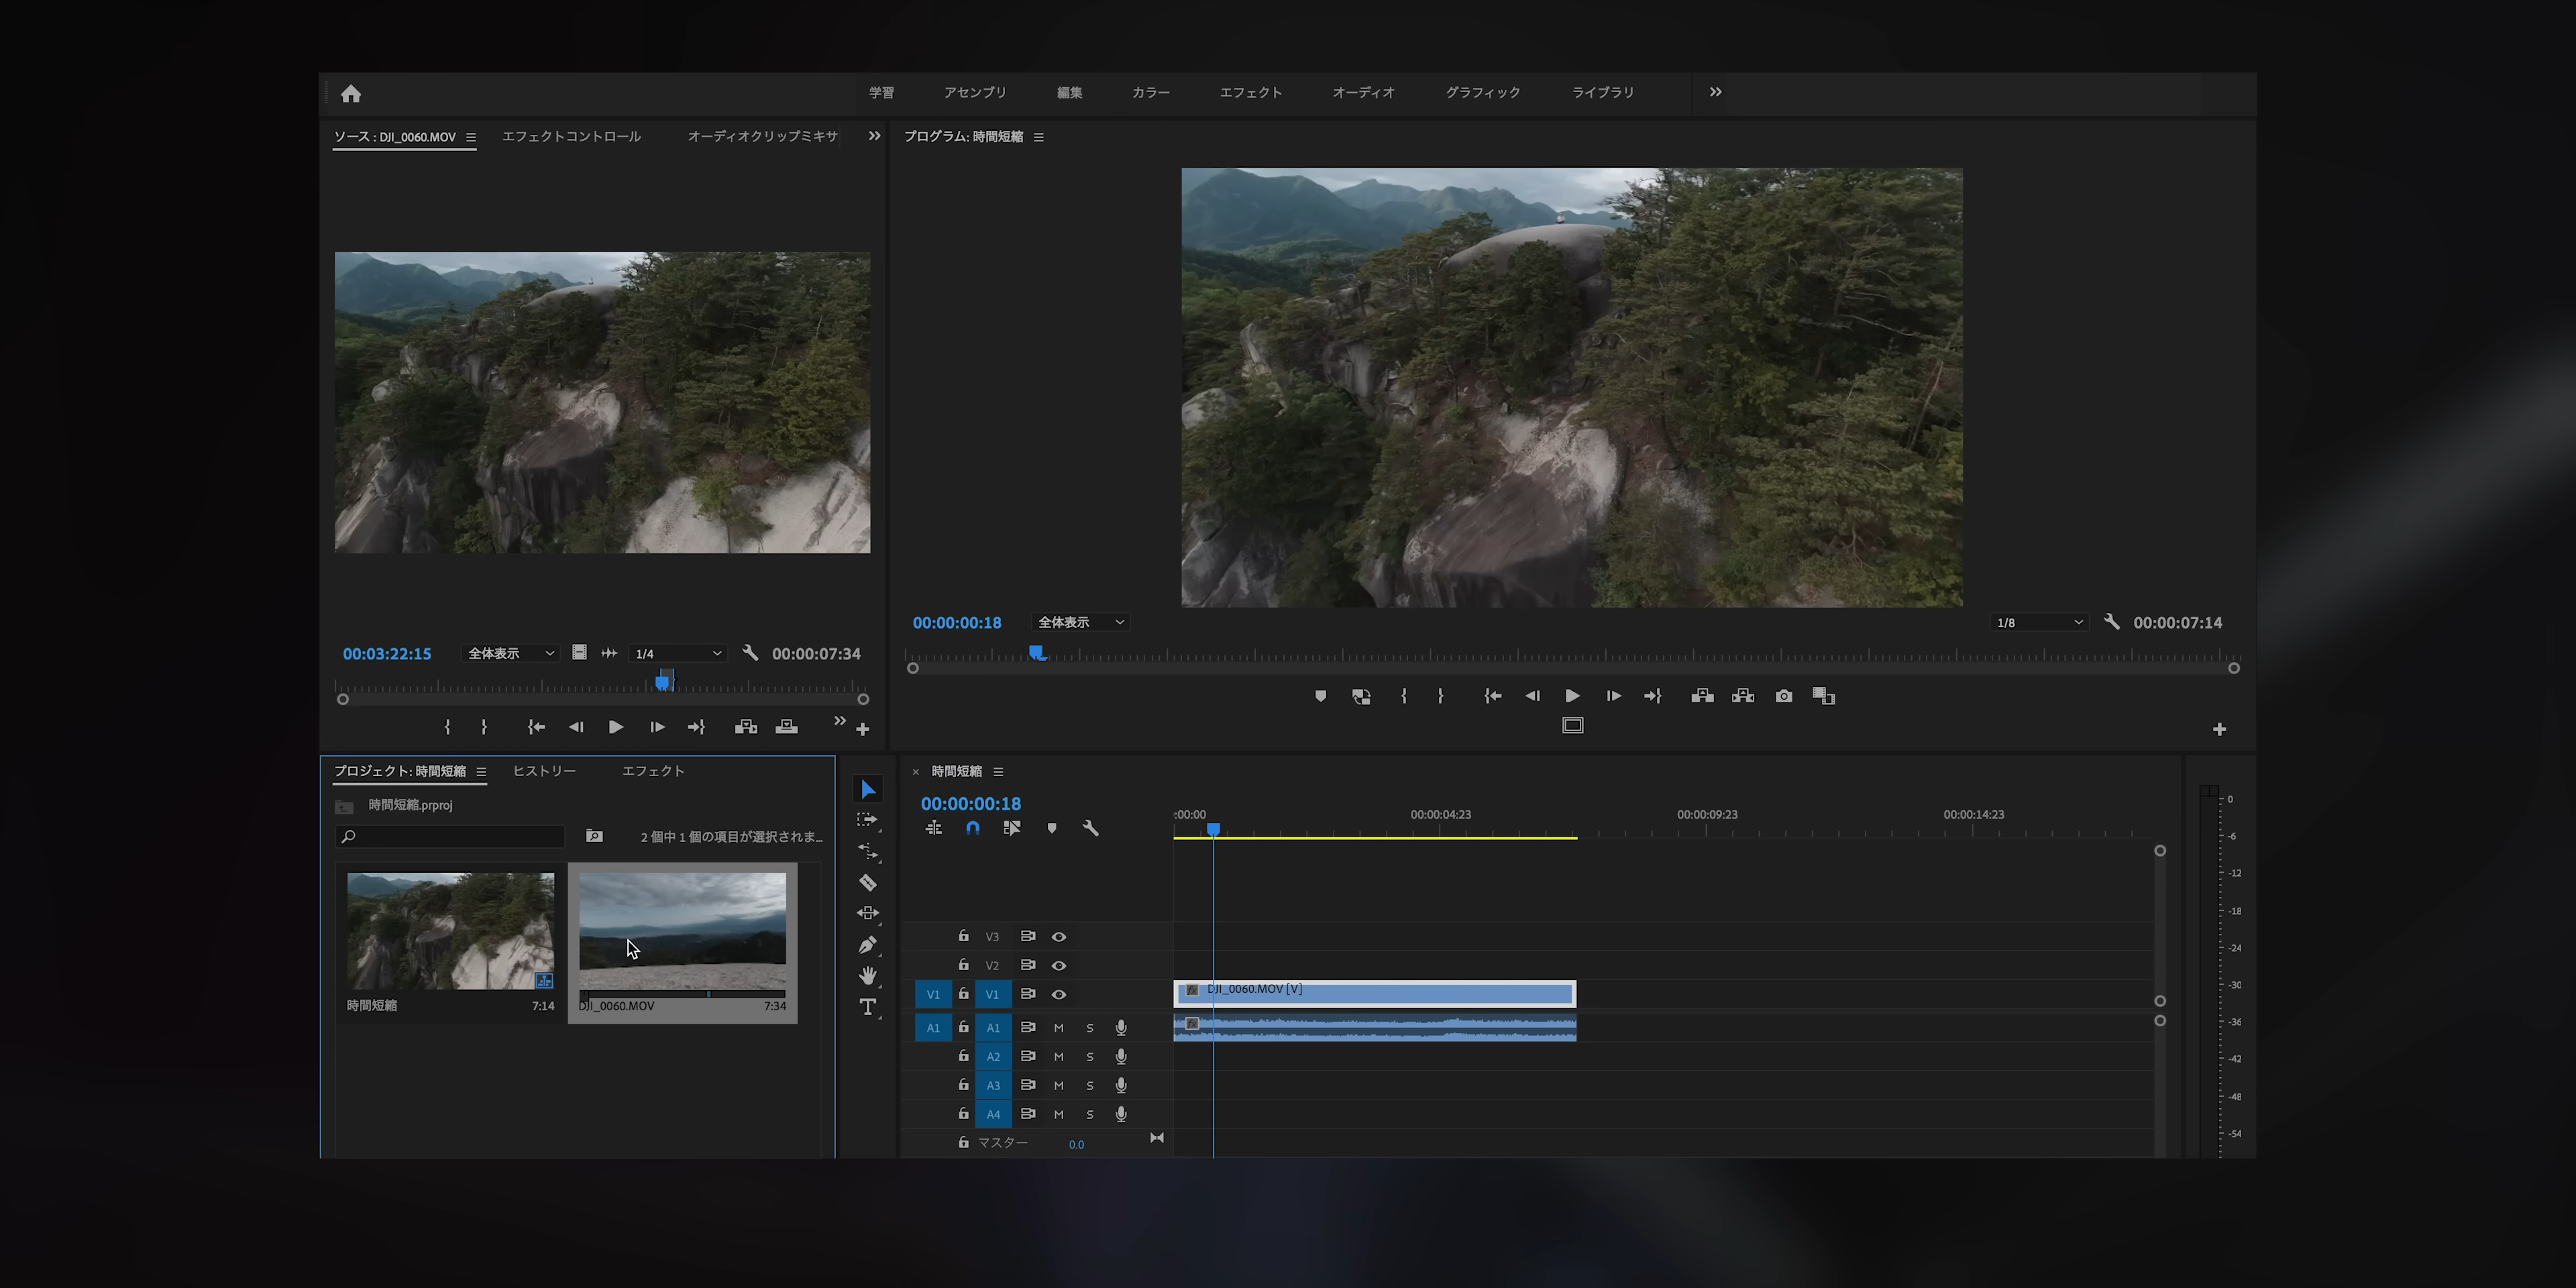 学習 アセンブリ 編集 カラー エフェクト オーディオ グラフィック ライブラリ
ソース : DJI_0060.MOV エフェクトコントロール オーディオクリップミキサ
プログラム: 時間短縮
00:00:00:18 全体表示 1/8 00:00:07:14
00:03:22:15 全体表示 1/4 00:00:07:34
プロジェクト: 時間短縮 ヒストリー エフェクト
時間短縮.prproj
2 個中 1 個の項目が選択されま...
時間短縮 7:14
DJI_0060.MOV 7:34
× 時間短縮
00:00:00:18
:00:00 00:00:04:23 00:00:09:23 00:00:14:23
V3
V2
V1 V1 DJI_0060.MOV [V]
A1 A1 M S
A2 M S
A3 M S
A4 M S
マスター 0.0
0
-6
-12
-18
-24
-30
-36
-42
-48
-54